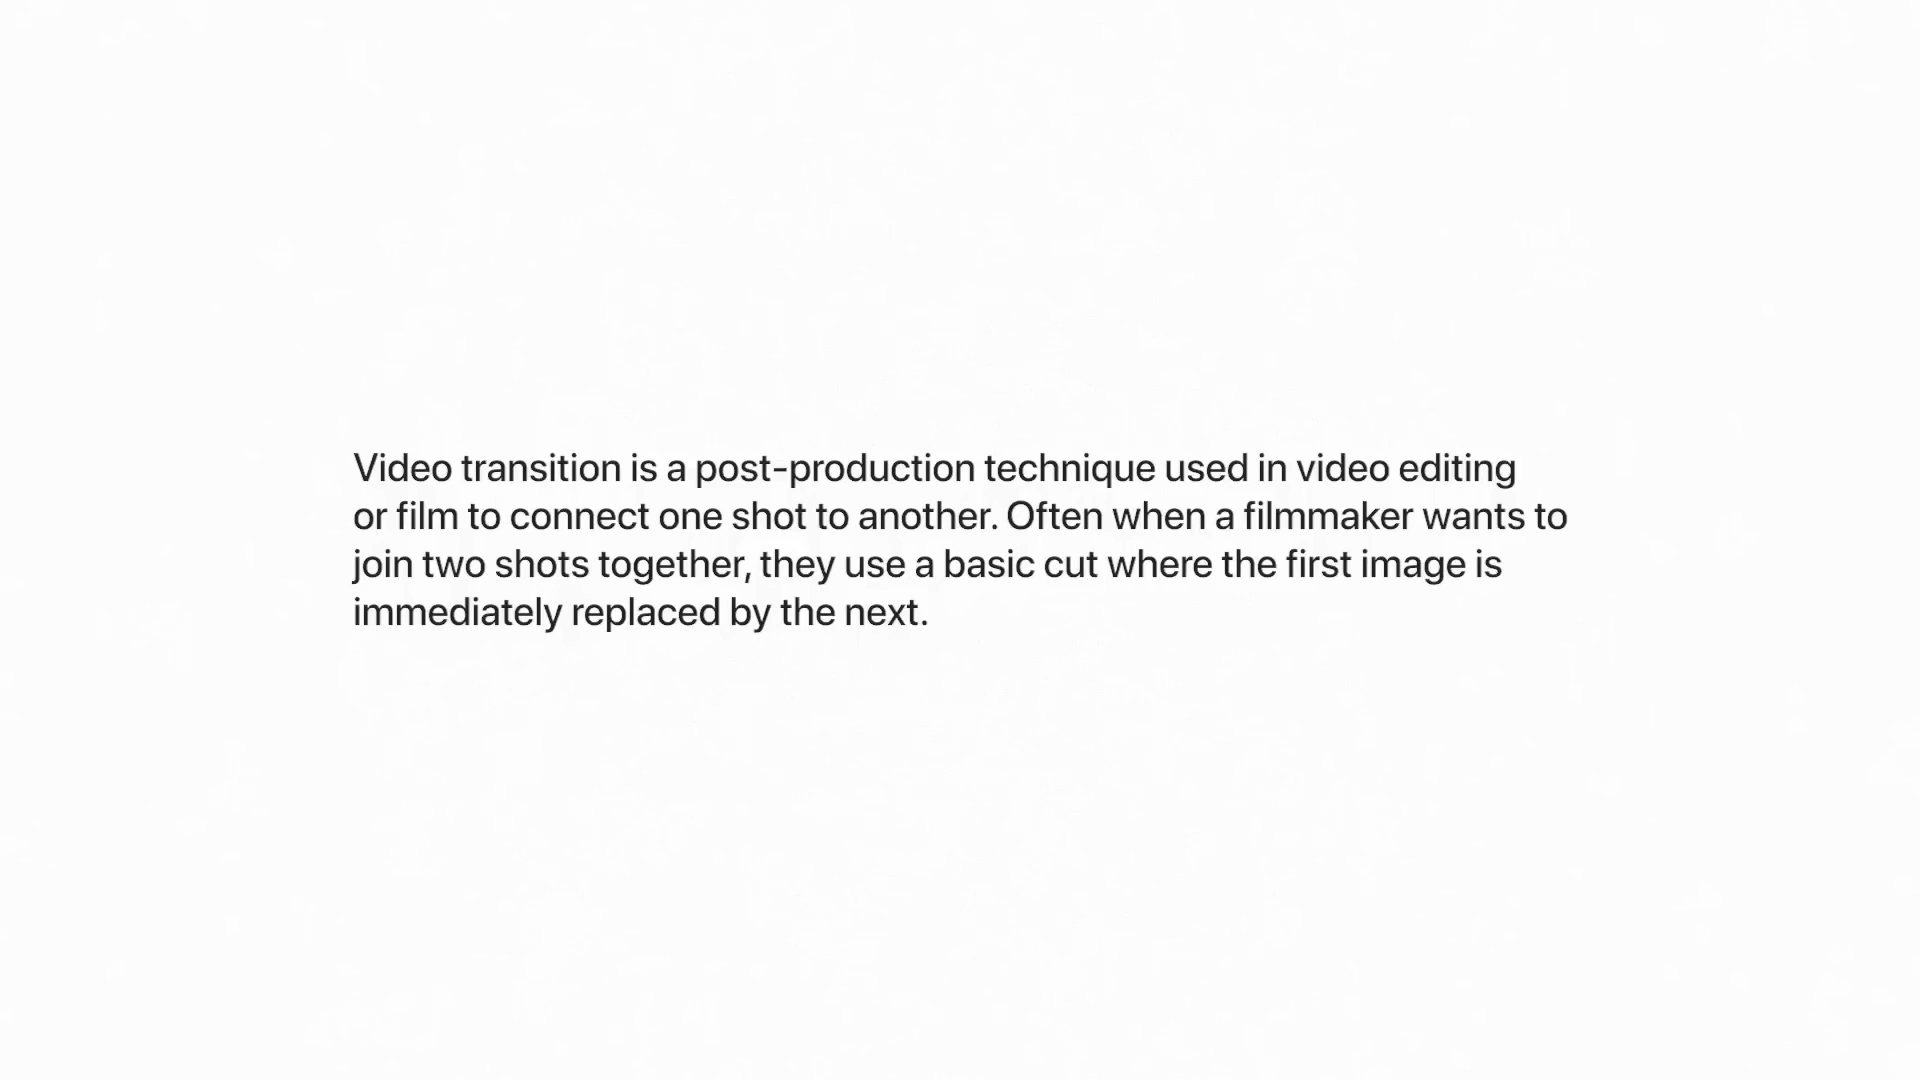 Video transition is a post-production technique used in video editing
or film to connect one shot to another. Often when a filmmaker wants to
join two shots together, they use a basic cut where the first image is
immediately replaced by the next.